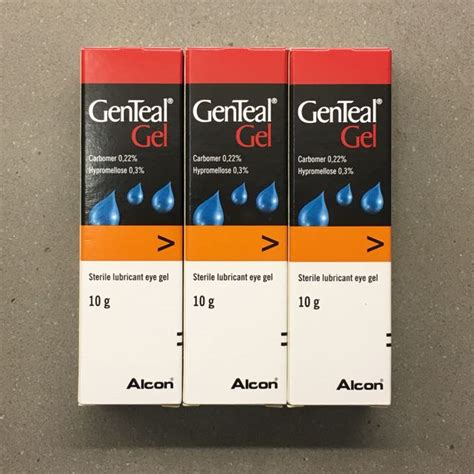 GenTeal®
Gel
Carbomer 0,22%
Hypromellose 0,3%
>
Sterile lubricant eye gel
10 g
Alcon
GenTeal®
Gel
Carbomer 0,22%
Hypromellose 0,3%
>
Sterile lubricant eye gel
10 g
Alcon
GenTeal®
Gel
Carbomer 0,22%
Hypromellose 0,3%
>
Sterile lubricant eye gel
10 g
Alcon